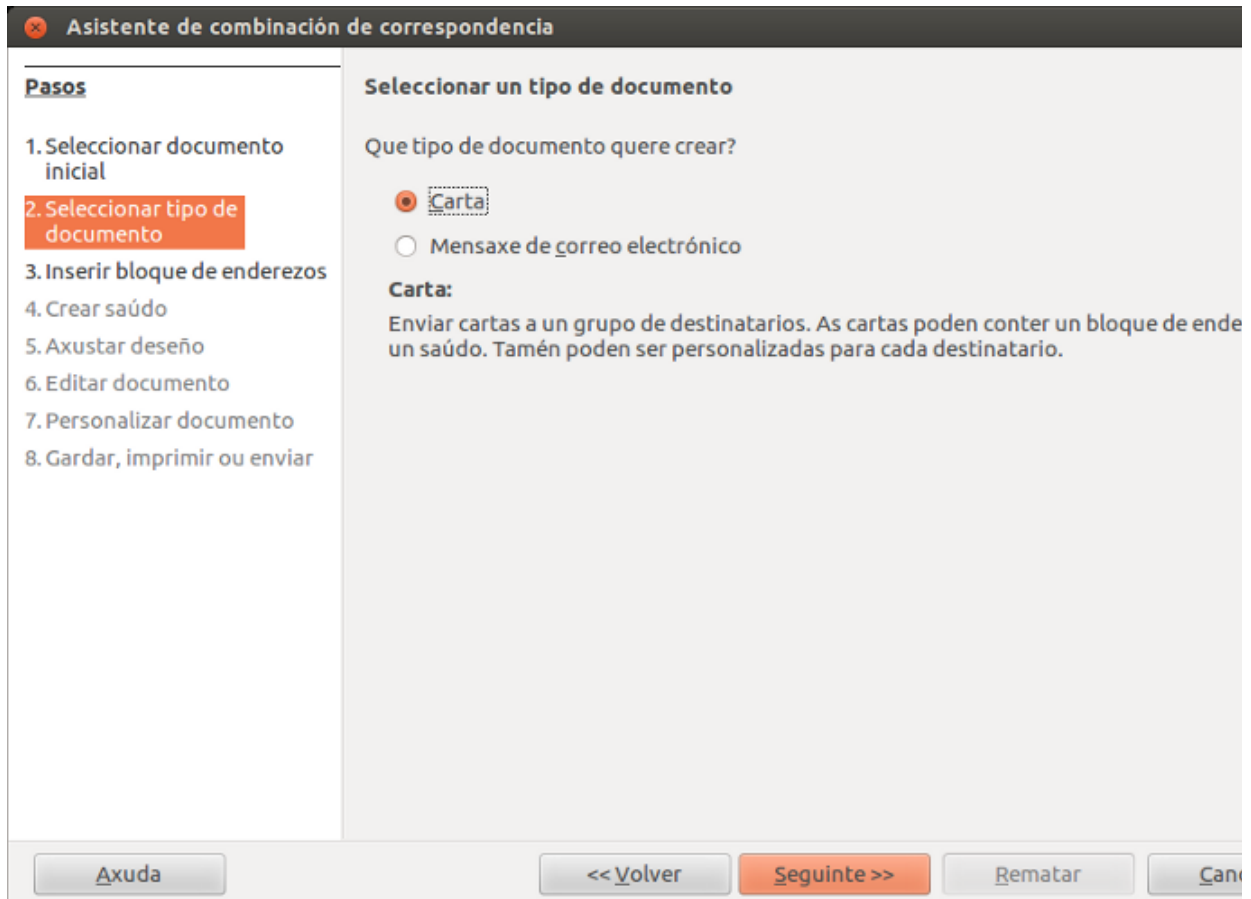 Asistente de combinación de correspondencia
Pasos
1. Seleccionar documento
inicial
2. Seleccionar tipo de
documento
3. Inserir bloque de enderezos
4. Crear saúdo
5. Axustar deseño
6. Editar documento
7. Personalizar documento
8. Gardar, imprimir ou enviar
Seleccionar un tipo de documento
Que tipo de documento quere crear?
Carta
Mensaxe de correo electrónico
Carta:
Enviar cartas a un grupo de destinatarios. As cartas poden conter un bloque de ende
un saúdo. Tamén poden ser personalizadas para cada destinatario.
Axuda
<< Volver
Seguinte >>
Rematar
Canc